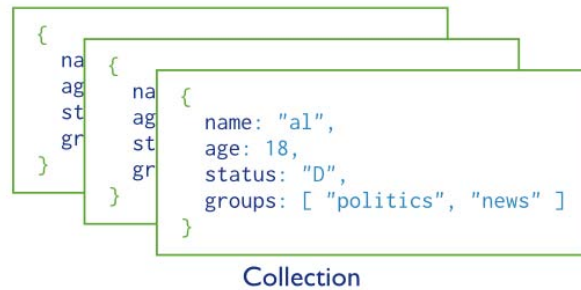 {
na
ag
st
gr
}
{
na
ag
st
gr
}
{
name: "al",
age: 18,
status: "D",
groups: [ "politics", "news" ]
}
Collection